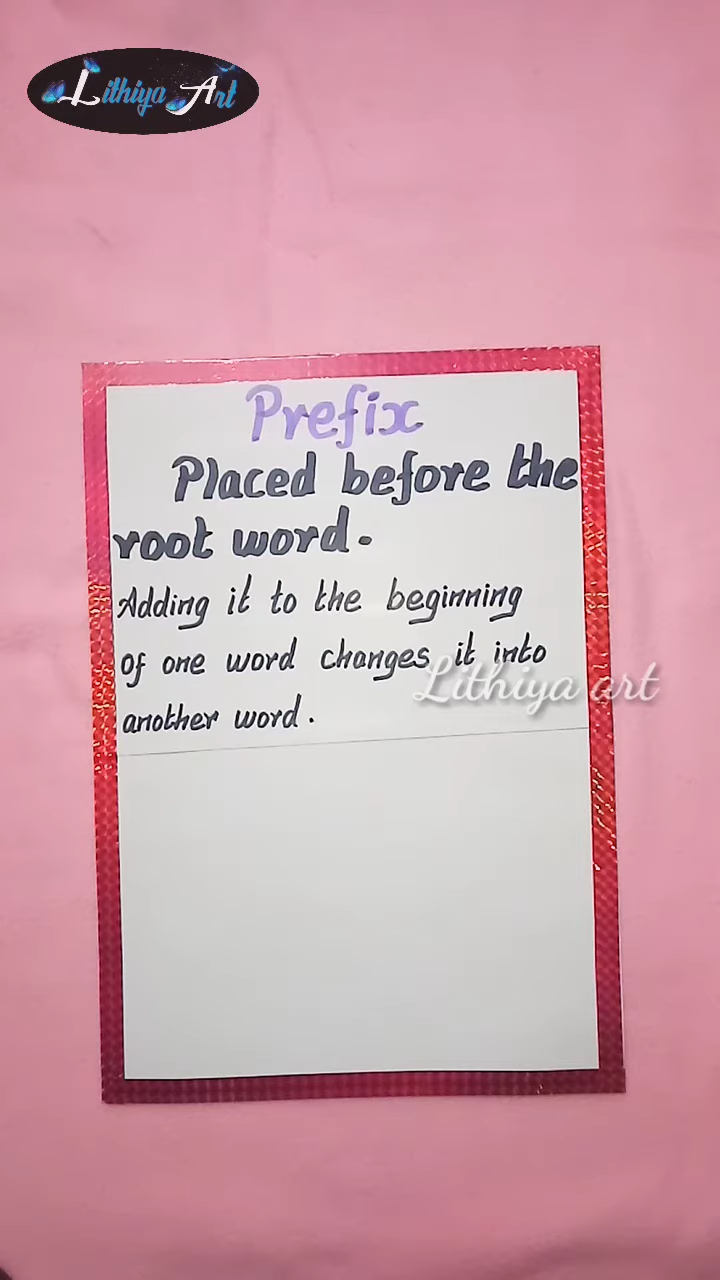 Lithiya Art
Prefix
Placed before the
root word.
Adding it to the beginning
of one word changes it into
Lithiya art
another word.